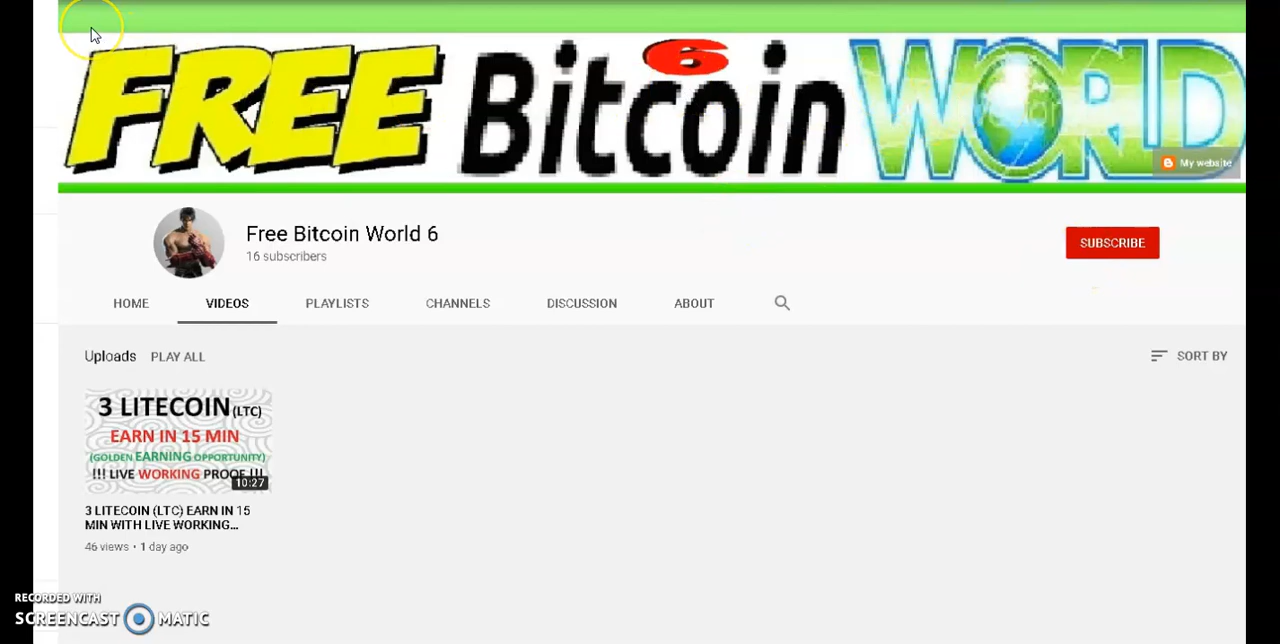 FREE Bitcoin 6 WORLD
My website
Free Bitcoin World 6
16 subscribers
SUBSCRIBE
HOME VIDEOS PLAYLISTS CHANNELS DISCUSSION ABOUT
Uploads PLAY ALL SORT BY
3 LITECOIN (LTC)
EARN IN 15 MIN
(GOLDEN EARNING OPPORTUNITY)
!!! LIVE WORKING PROOF !!!
10:27
3 LITECOIN (LTC) EARN IN 15
MIN WITH LIVE WORKING...
46 views • 1 day ago
RECORDED WITH
SCREENCAST MATIC